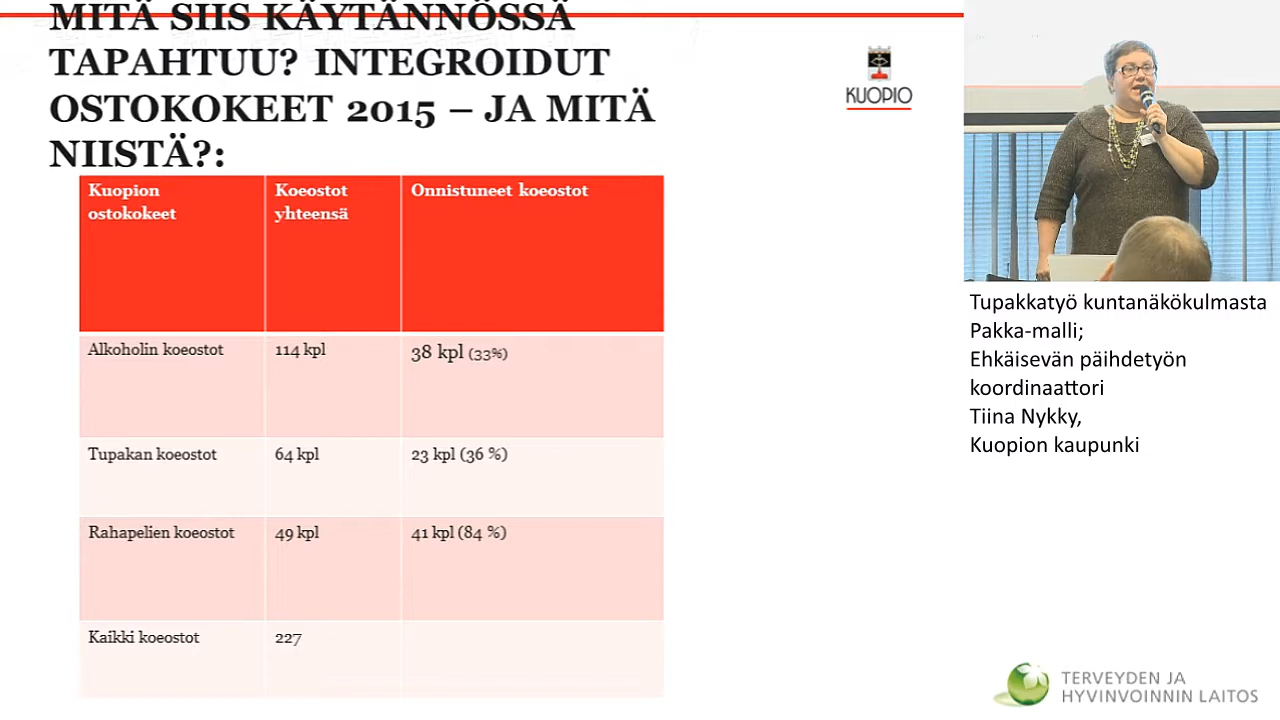 MITÄ SIIS KÄYTÄNNÖSSÄ
TAPAHTUU? INTEGROIDUT
OSTOKOKEET 2015 – JA MITÄ
NIISTÄ?:
KUOPIO
Kuopion
ostokokeet
Koeostot
yhteensä
Onnistuneet koeostot
Alkoholin koeostot
114 kpl
38 kpl (33%)
Tupakan koeostot
64 kpl
23 kpl (36 %)
Rahapelien koeostot
49 kpl
41 kpl (84 %)
Kaikki koeostot
227
Tupakkatyö kuntanäkökulmasta
Pakka-malli;
Ehkäisevän päihdetyön
koordinaattori
Tiina Nykky,
Kuopion kaupunki
TERVEYDEN JA
HYVINVOINNIN LAITOS